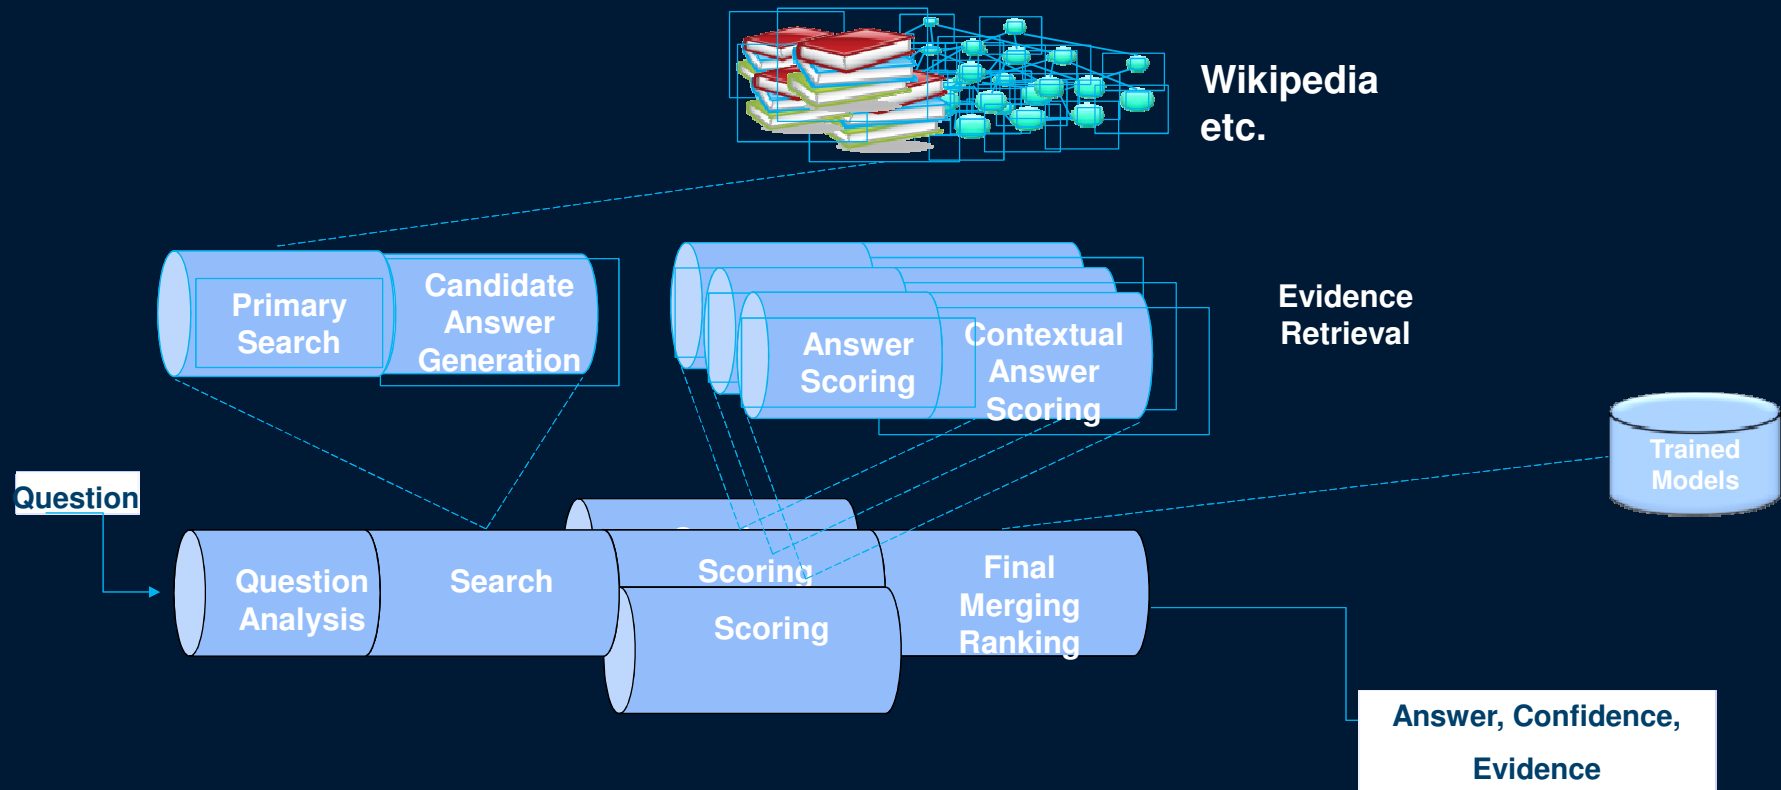 Wikipedia
etc.
Primary
Search
Candidate
Answer
Generation
Answer
Scoring
Contextual
Answer
Scoring
Evidence
Retrieval
Trained
Models
Question
Question
Analysis
Search
Scoring
Scoring
Final
Merging
Ranking
Answer, Confidence,
Evidence